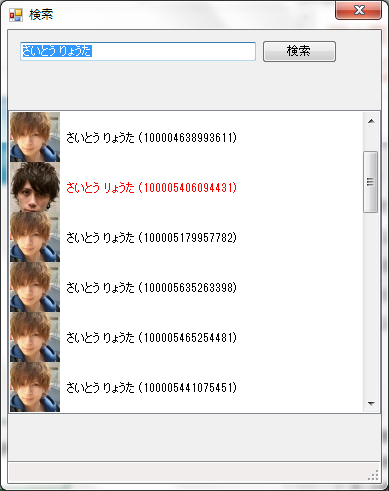 検索
さいとう りょうた
検索
さいとう りょうた (100004638993611)
さいとう りょうた (100005406094431)
さいとう りょうた (100005179957782)
さいとう りょうた (100005635263398)
さいとう りょうた (100005465254481)
さいとう りょうた (100005441075451)